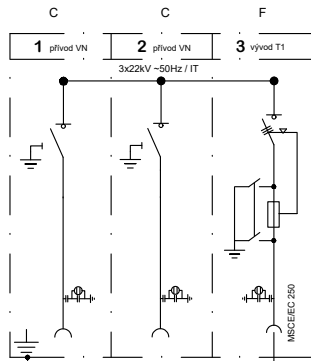 C C F
1 přívod VN 2 přívod VN 3 vývod T1
3x22kV ~50Hz / IT
MSCE/EC 250